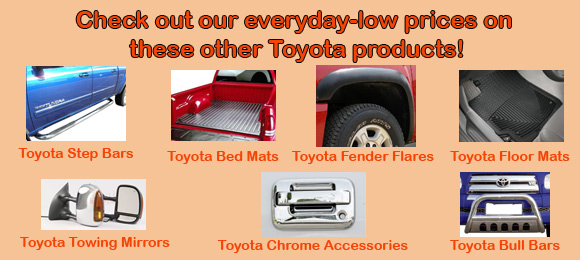 Check out our everyday-low prices on
these other Toyota products!
Toyota Step Bars
Toyota Bed Mats
Toyota Fender Flares
Toyota Floor Mats
Toyota Towing Mirrors
Toyota Chrome Accessories
Toyota Bull Bars